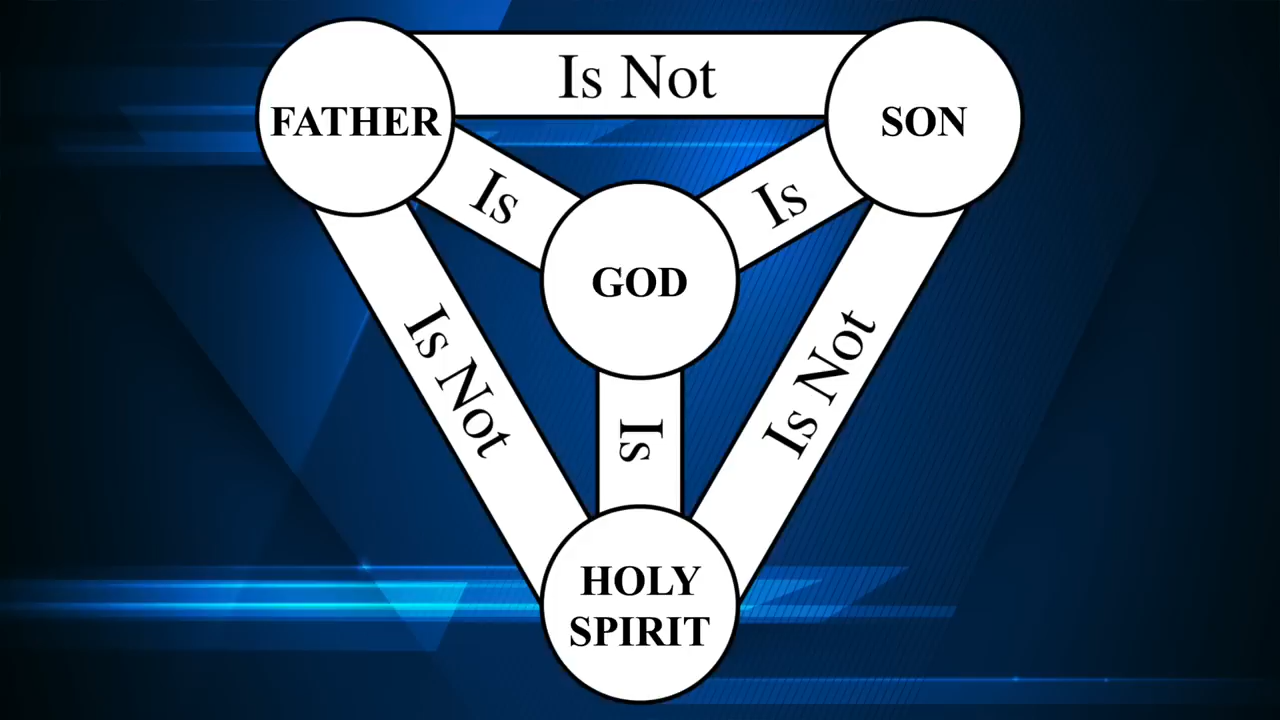 Is Not
FATHER
SON
Is
Is
GOD
Is Not
Is Not
Is
HOLY
SPIRIT